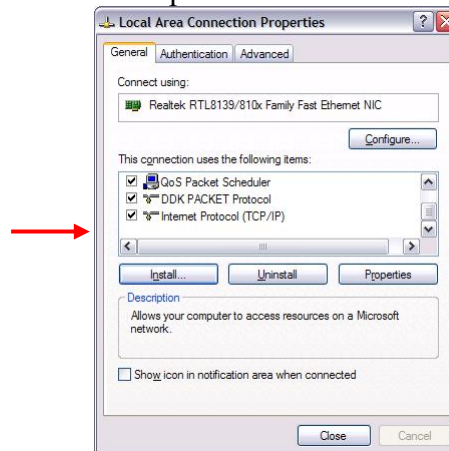 Local Area Connection Properties
General Authentication Advanced
Connect using:
Realtek RTL8139/810x Family Fast Ethernet NIC
Configure...
This connection uses the following items:
QoS Packet Scheduler
DDK PACKET Protocol
Internet Protocol (TCP/IP)
Install... Uninstall Properties
Description
Allows your computer to access resources on a Microsoft
network.
Show icon in notification area when connected
Close Cancel